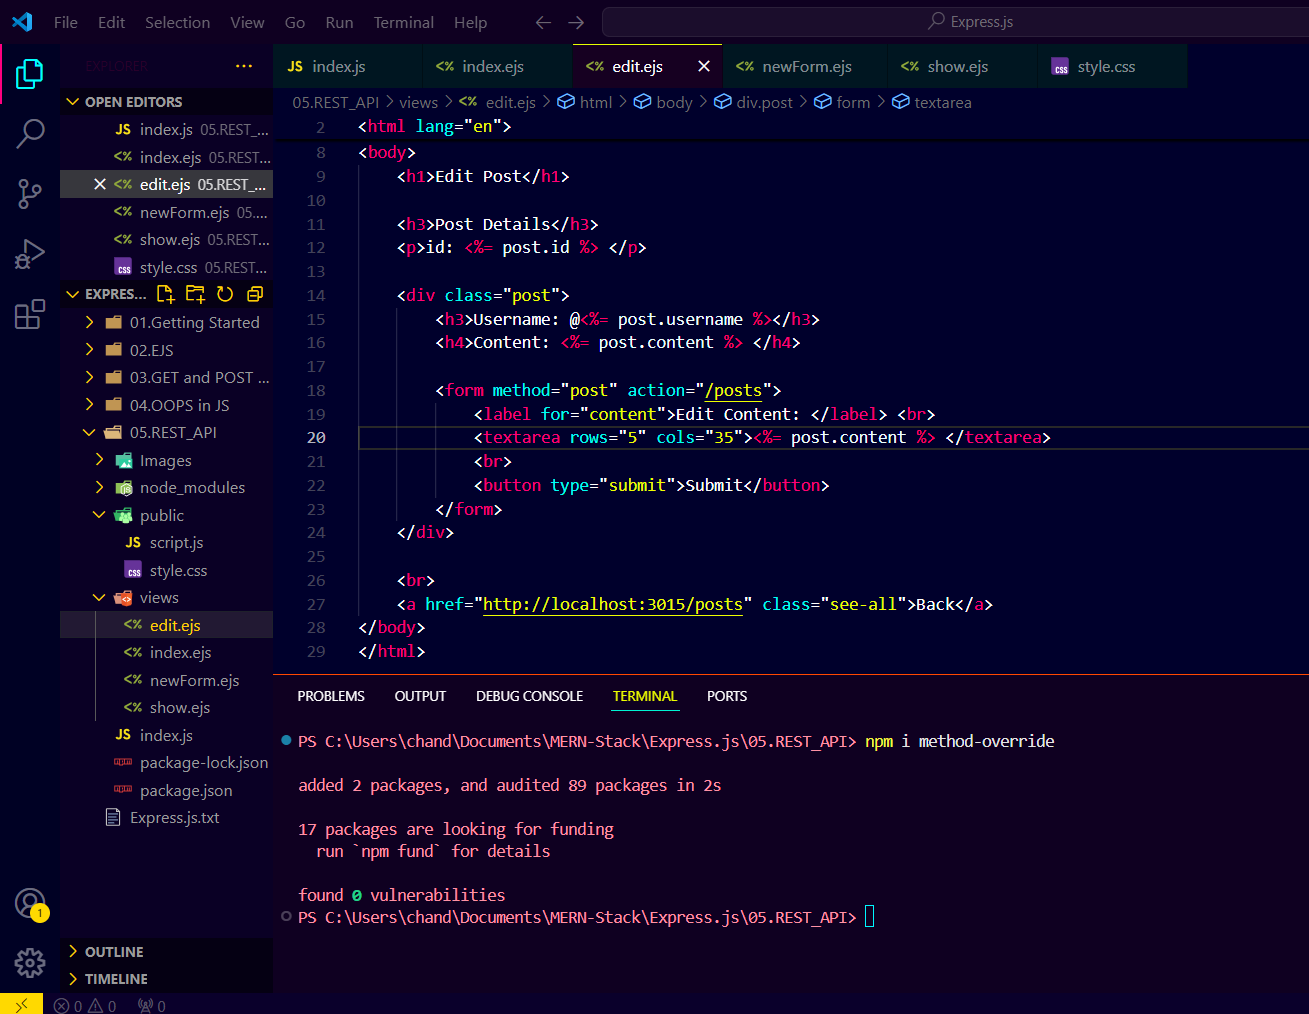 File Edit Selection View Go Run Terminal Help Express.js
EXPLORER
OPEN EDITORS
JS index.js 05.REST_...
<% index.ejs 05.REST...
<% edit.ejs 05.REST_...
<% newForm.ejs 05....
<% show.ejs 05.REST...
css style.css 05.REST...
EXPRES...
01.Getting Started
02.EJS
03.GET and POST ...
04.OOPS in JS
05.REST_API
Images
node_modules
public
JS script.js
css style.css
views
<% edit.ejs
<% index.ejs
<% newForm.ejs
<% show.ejs
JS index.js
package-lock.json
package.json
Express.js.txt
OUTLINE
TIMELINE
1
JS index.js <% index.ejs <% edit.ejs <% newForm.ejs <% show.ejs css style.css
05.REST_API > views > <% edit.ejs > html > body > div.post > form > textarea
2 <html lang="en">
8 <body>
9 <h1>Edit Post</h1>
10
11 <h3>Post Details</h3>
12 <p>id: <%= post.id %> </p>
13
14 <div class="post">
15 <h3>Username: @<%= post.username %></h3>
16 <h4>Content: <%= post.content %> </h4>
17
18 <form method="post" action="/posts">
19 <label for="content">Edit Content: </label> <br>
20 <textarea rows="5" cols="35"><%= post.content %> </textarea>
21 <br>
22 <button type="submit">Submit</button>
23 </form>
24 </div>
25
26 <br>
27 <a href="http://localhost:3015/posts" class="see-all">Back</a>
28 </body>
29 </html>
PROBLEMS OUTPUT DEBUG CONSOLE TERMINAL PORTS
PS C:\Users\chand\Documents\MERN-Stack\Express.js\05.REST_API> npm i method-override
added 2 packages, and audited 89 packages in 2s
17 packages are looking for funding
run `npm fund` for details
found 0 vulnerabilities
PS C:\Users\chand\Documents\MERN-Stack\Express.js\05.REST_API>
0 0 0